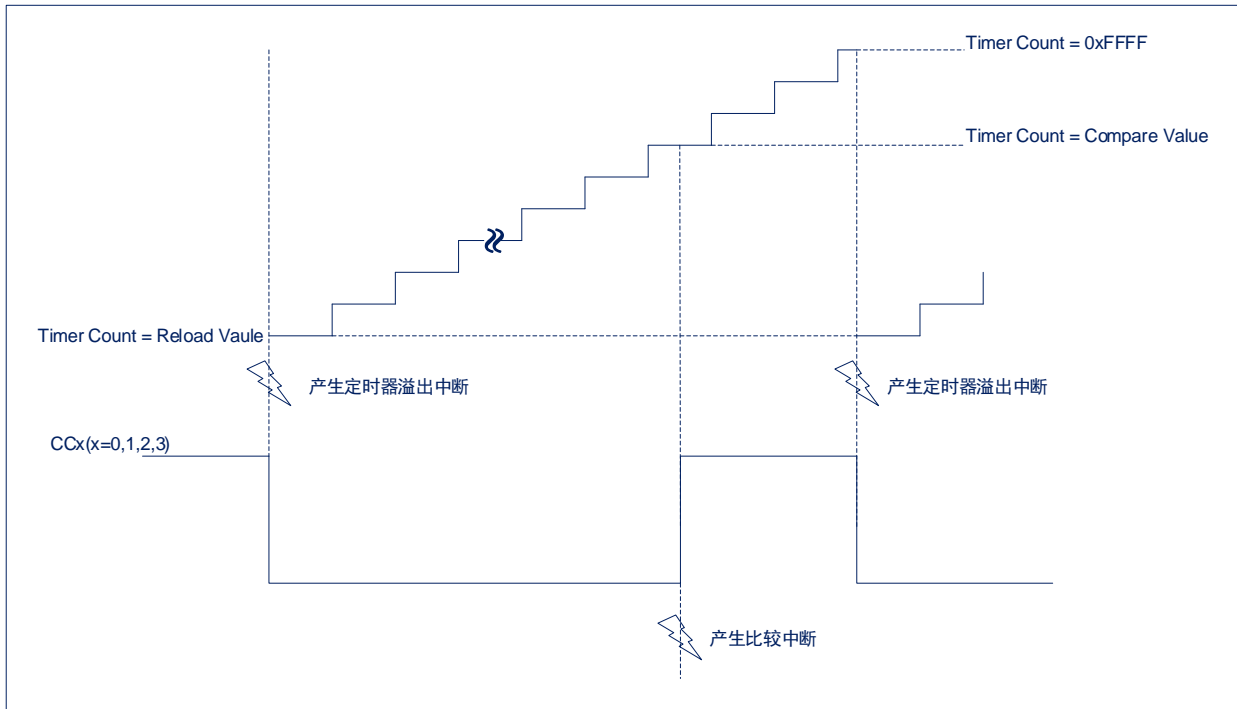 Timer Count = 0xFFFF
Timer Count = Compare Value
Timer Count = Reload Vaule
产生定时器溢出中断
产生定时器溢出中断
CCx(x=0,1,2,3)
产生比较中断